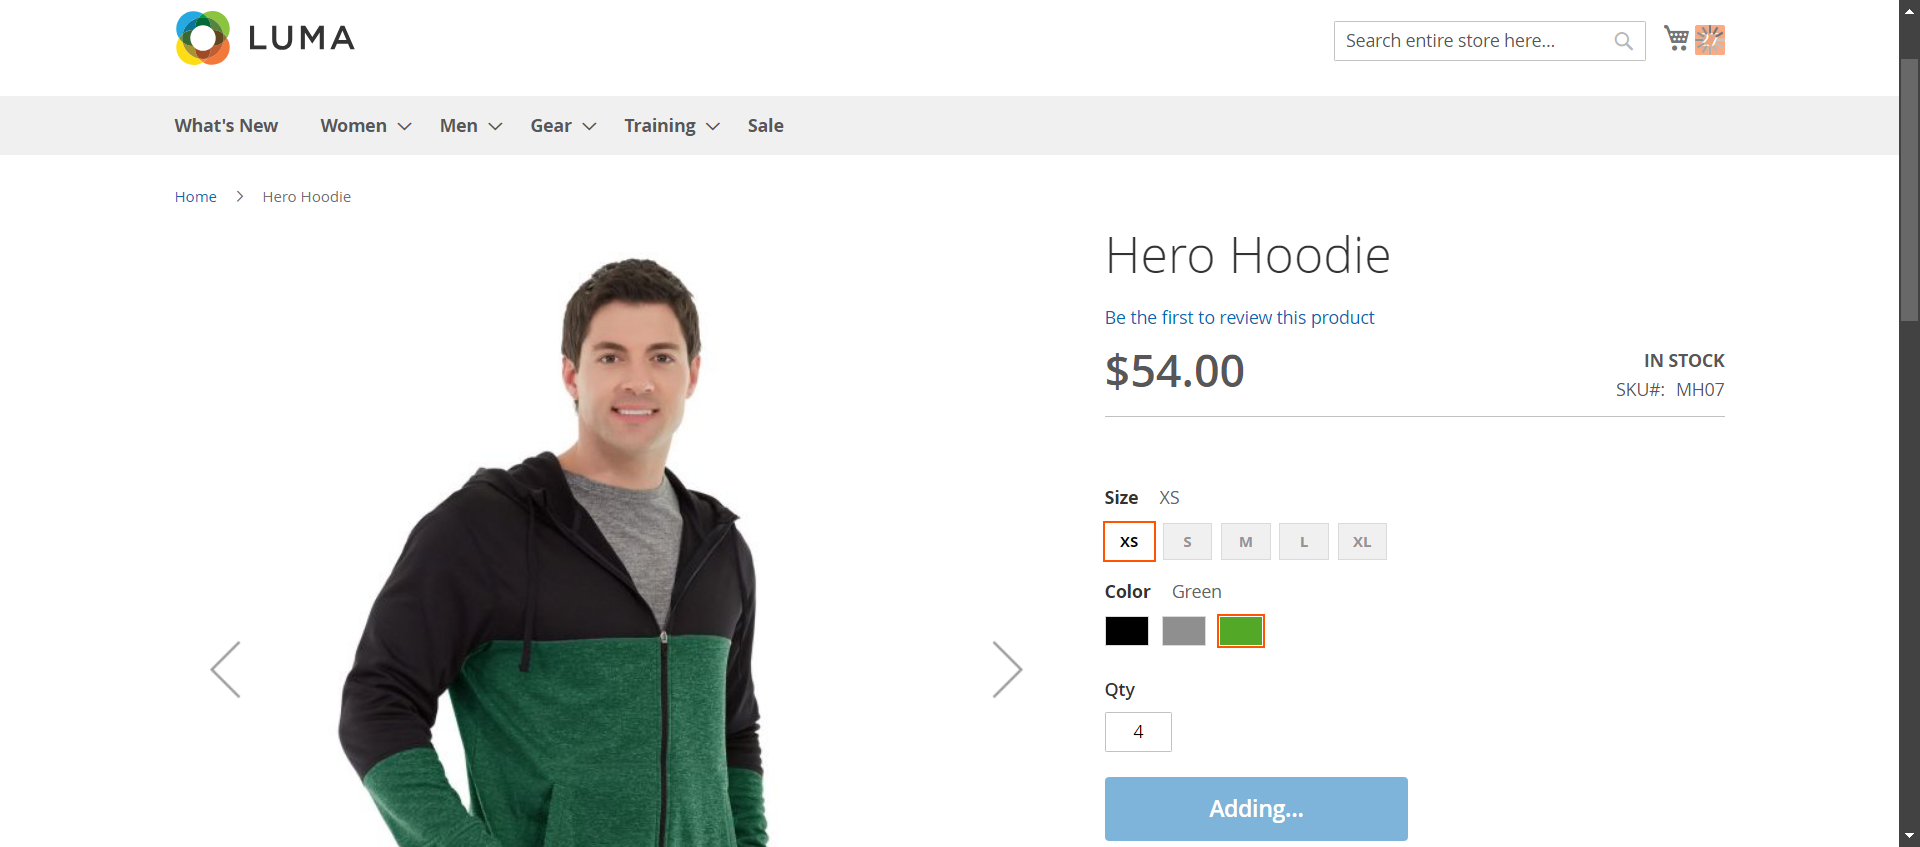 LUMA
Search entire store here...
What's New Women Men Gear Training Sale
Home Hero Hoodie
Hero Hoodie
Be the first to review this product
$54.00
IN STOCK
SKU#: MH07
Size XS
XS S M L XL
Color Green
Qty
4
Adding...